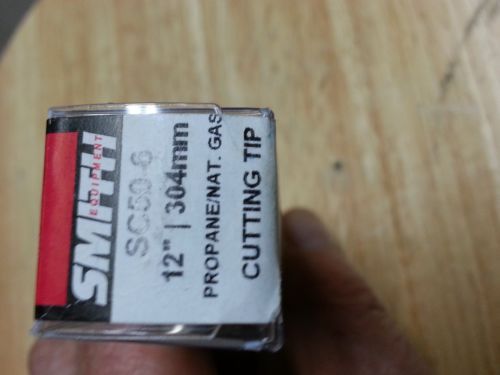 SMITH
EQUIPMENT
SC50-6
12" | 304mm
PROPANE/NAT. GAS
CUTTING TIP